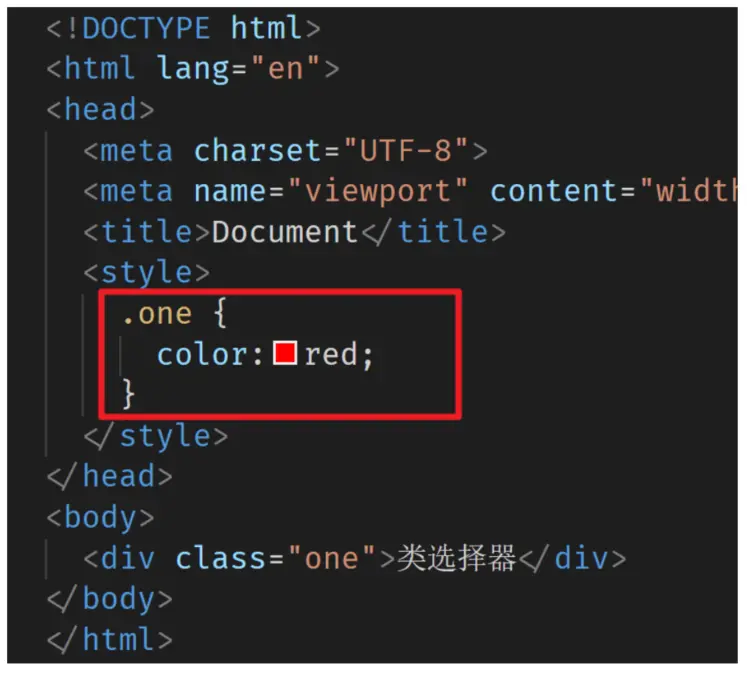 <!DOCTYPE html>
<html lang="en">
<head>
<meta charset="UTF-8">
<meta name="viewport" content="width
<title>Document</title>
<style>
.one {
color: red;
}
</style>
</head>
<body>
<div class="one">类选择器</div>
</body>
</html>